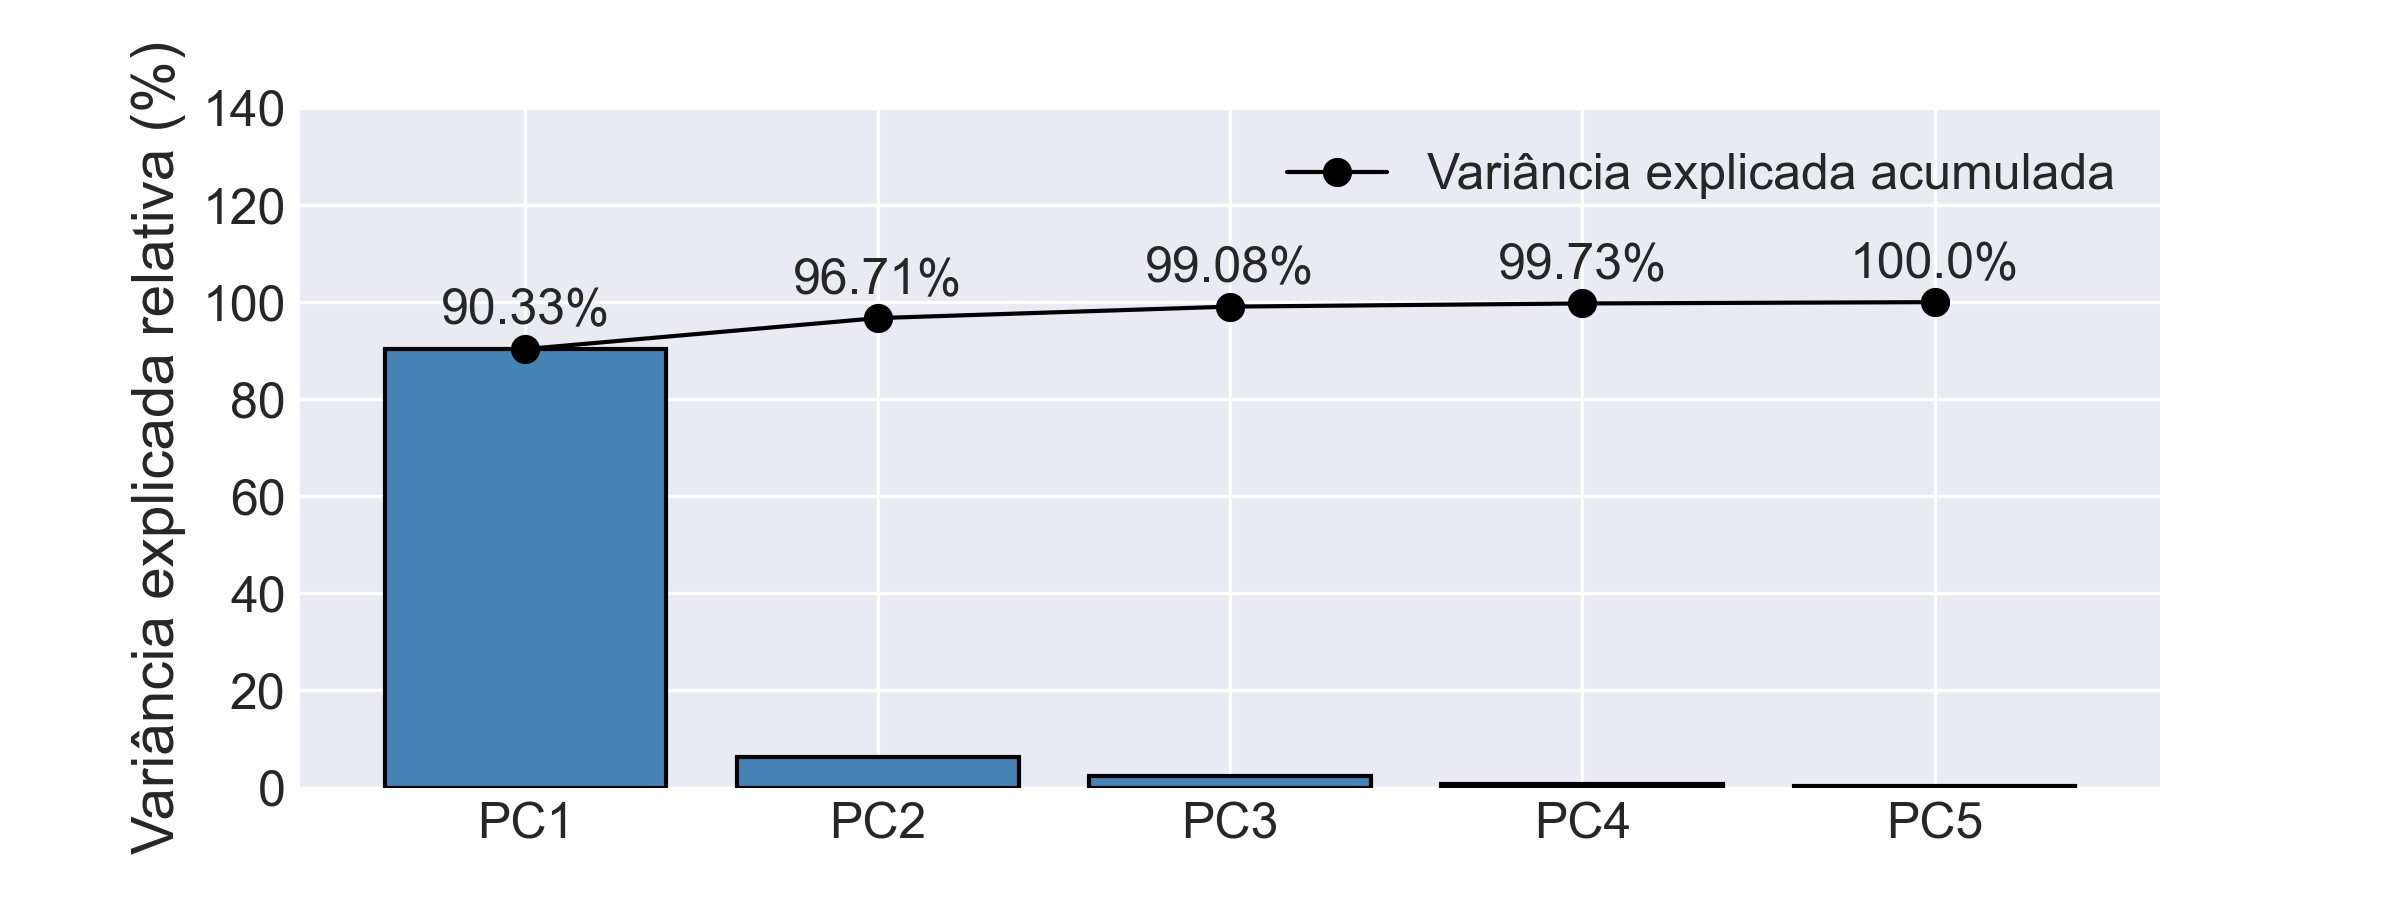 Variância explicada relativa (%)
140
120
100
80
60
40
20
0
Variância explicada acumulada
90.33%
96.71%
99.08%
99.73%
100.0%
PC1
PC2
PC3
PC4
PC5